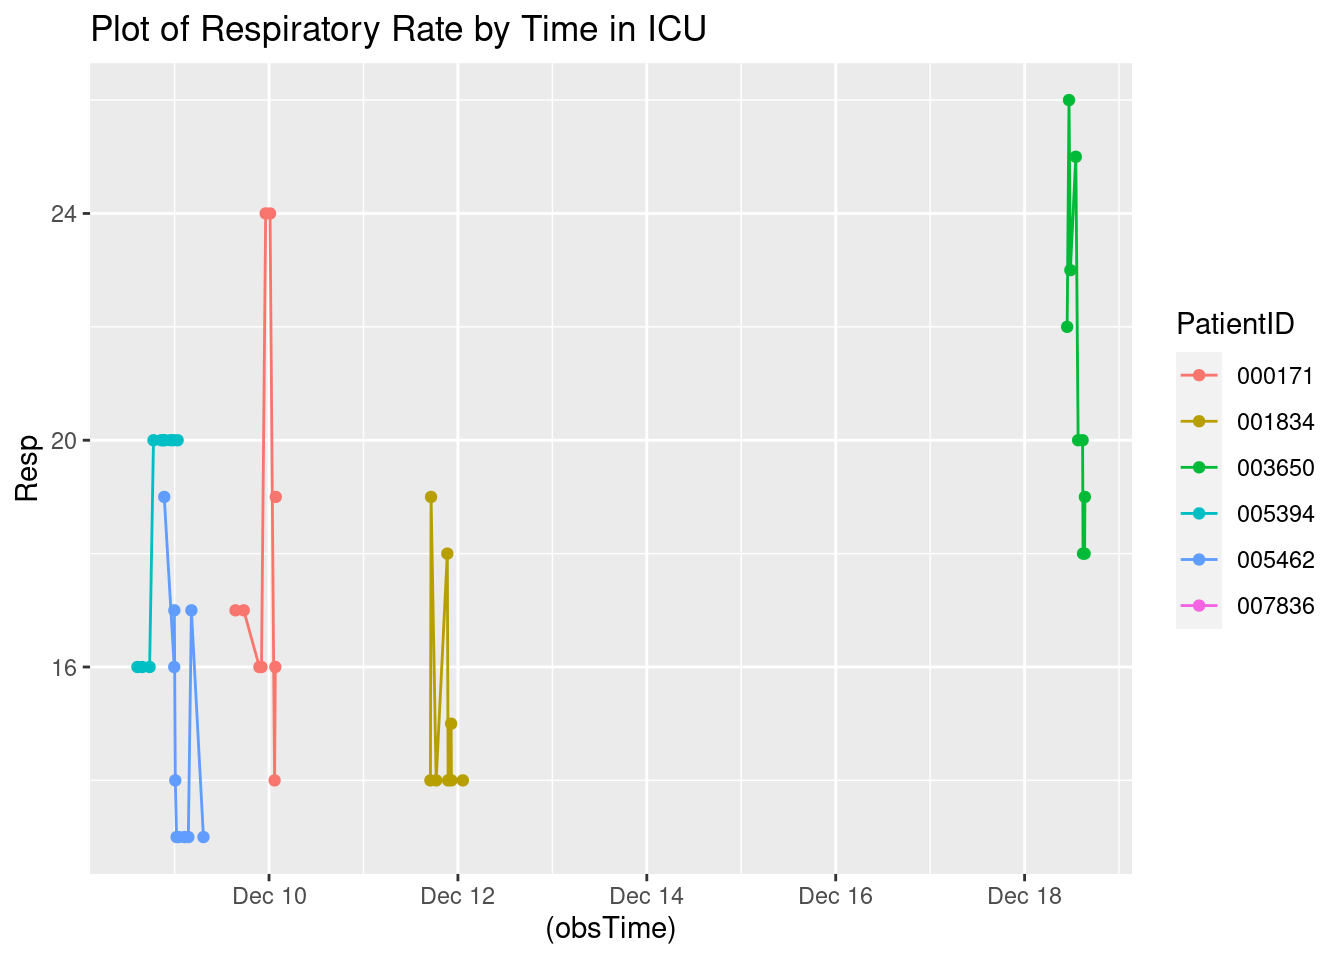 Plot of Respiratory Rate by Time in ICU
24
20
16
Resp
Dec 10 Dec 12 Dec 14 Dec 16 Dec 18
(obsTime)
PatientID
000171
001834
003650
005394
005462
007836